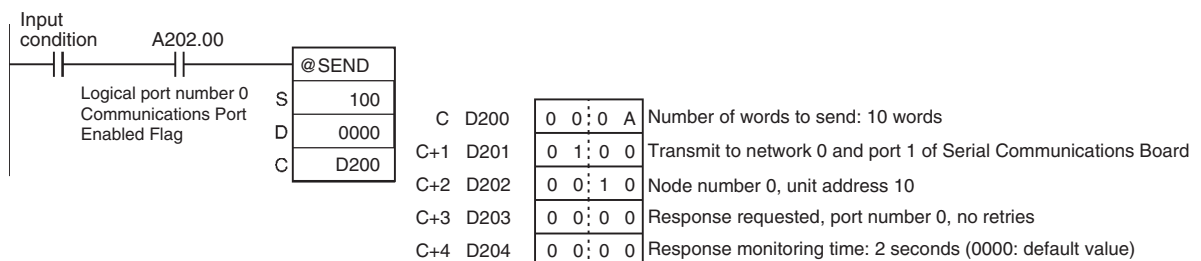 Input
condition
A202.00
@SEND
Logical port number 0
Communications Port
Enabled Flag
S 100
D 0000
C D200
C D200 0 0 0 A Number of words to send: 10 words
C+1 D201 0 1 0 0 Transmit to network 0 and port 1 of Serial Communications Board
C+2 D202 0 0 1 0 Node number 0, unit address 10
C+3 D203 0 0 0 0 Response requested, port number 0, no retries
C+4 D204 0 0 0 0 Response monitoring time: 2 seconds (0000: default value)